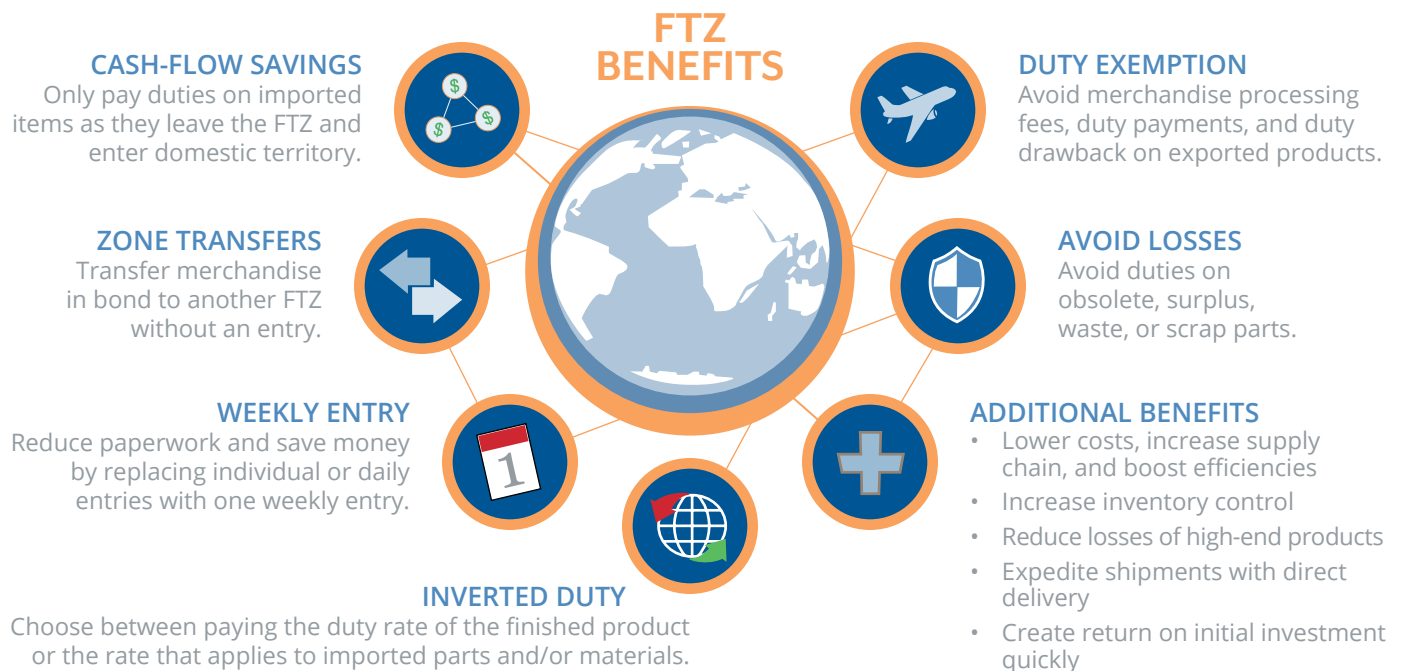 FTZ
BENEFITS
CASH-FLOW SAVINGS
Only pay duties on imported
items as they leave the FTZ and
enter domestic territory.
$
$
$
DUTY EXEMPTION
Avoid merchandise processing
fees, duty payments, and duty
drawback on exported products.
ZONE TRANSFERS
Transfer merchandise
in bond to another FTZ
without an entry.
AVOID LOSSES
Avoid duties on
obsolete, surplus,
waste, or scrap parts.
WEEKLY ENTRY
Reduce paperwork and save money
by replacing individual or daily
entries with one weekly entry.
1
ADDITIONAL BENEFITS
• Lower costs, increase supply
chain, and boost efficiencies
• Increase inventory control
• Reduce losses of high-end products
• Expedite shipments with direct
delivery
• Create return on initial investment
quickly
INVERTED DUTY
Choose between paying the duty rate of the finished product
or the rate that applies to imported parts and/or materials.